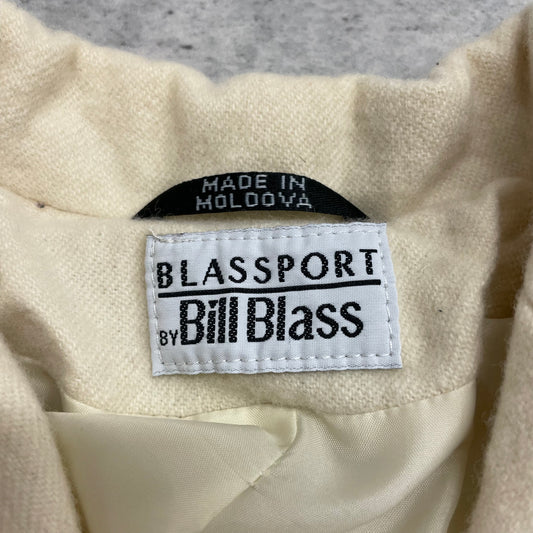 MADE IN
MOLDOVA
BLASSPORT
BY Bill Blass